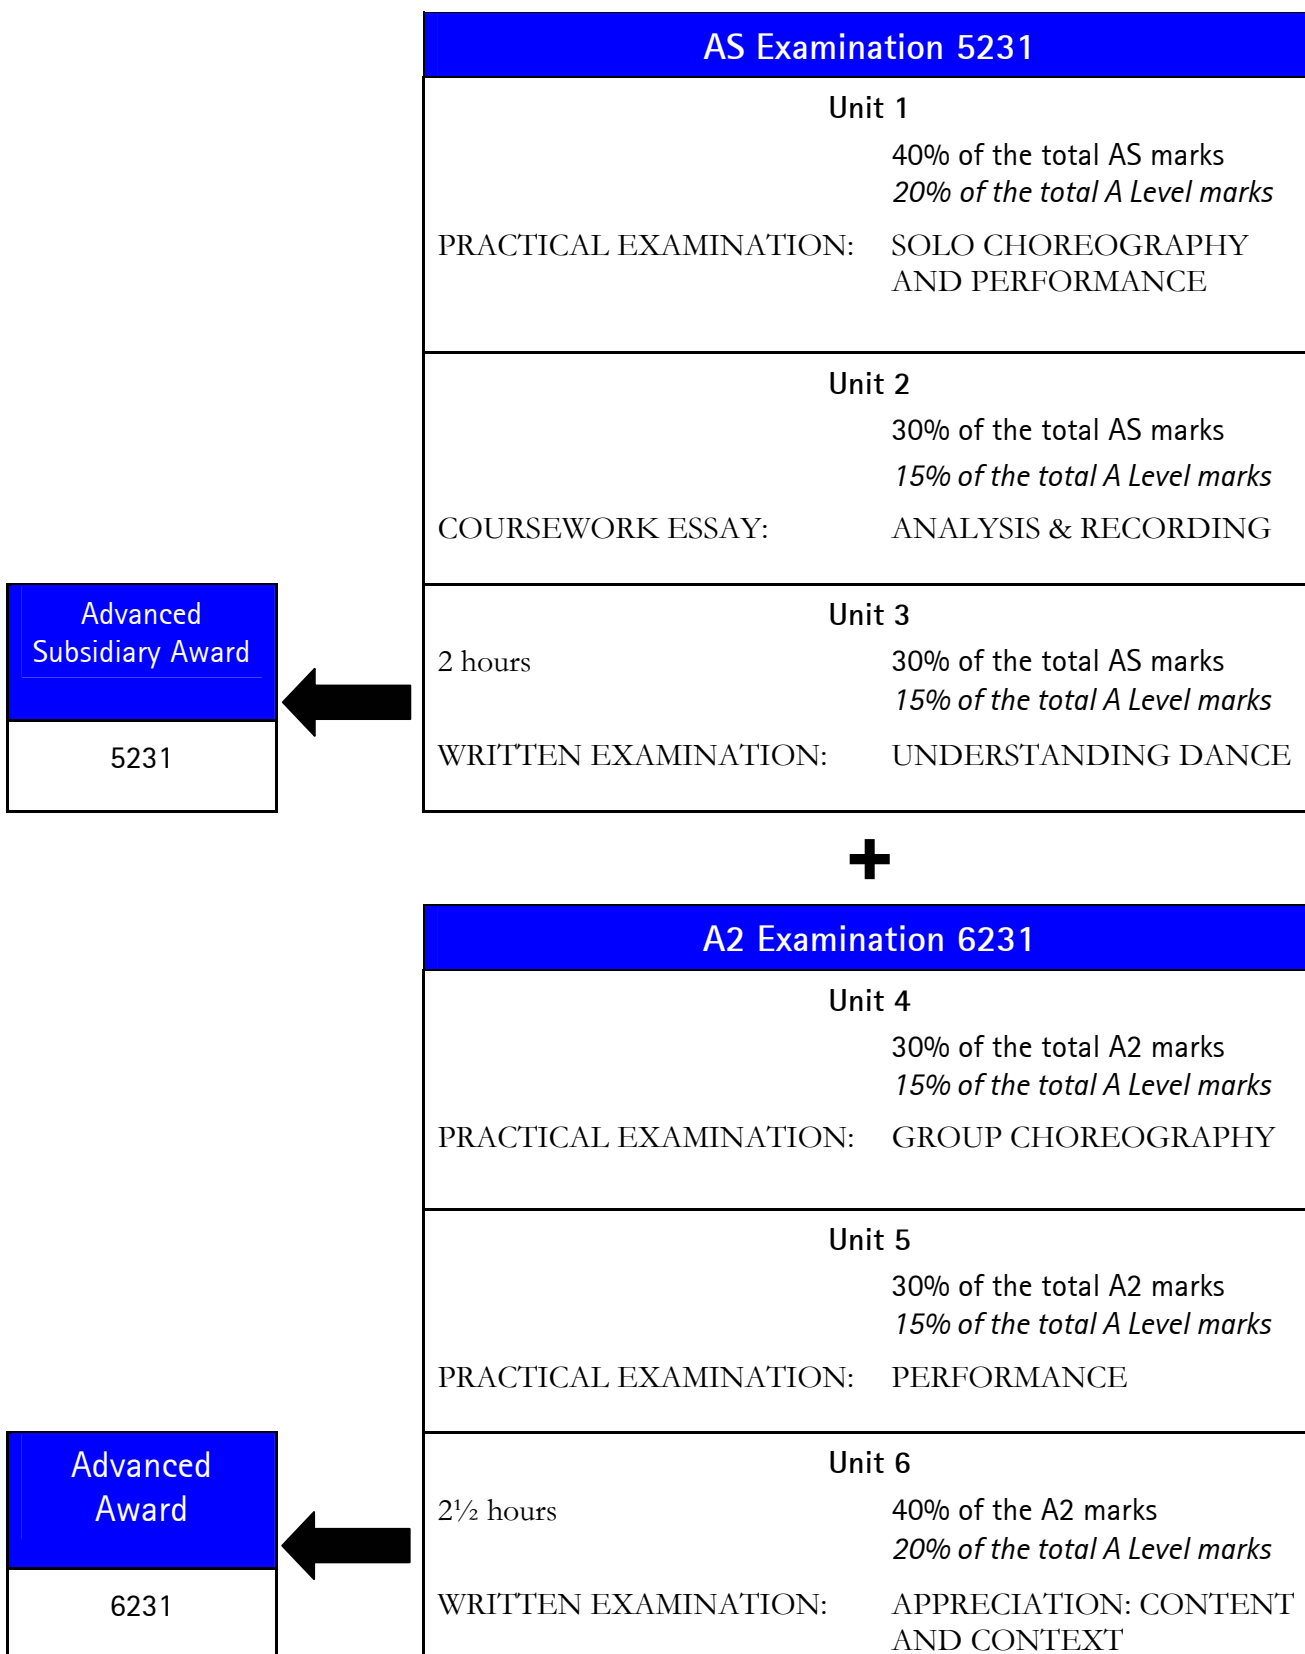 AS Examination 5231
Unit 1
40% of the total AS marks
20% of the total A Level marks
PRACTICAL EXAMINATION: SOLO CHOREOGRAPHY
AND PERFORMANCE
Unit 2
30% of the total AS marks
15% of the total A Level marks
COURSEWORK ESSAY: ANALYSIS & RECORDING
Advanced
Subsidiary Award
5231
Unit 3
2 hours 30% of the total AS marks
15% of the total A Level marks
WRITTEN EXAMINATION: UNDERSTANDING DANCE
+
A2 Examination 6231
Unit 4
30% of the total A2 marks
15% of the total A Level marks
PRACTICAL EXAMINATION: GROUP CHOREOGRAPHY
Unit 5
30% of the total A2 marks
15% of the total A Level marks
PRACTICAL EXAMINATION: PERFORMANCE
Advanced
Award
6231
Unit 6
2½ hours 40% of the A2 marks
20% of the total A Level marks
WRITTEN EXAMINATION: APPRECIATION: CONTENT
AND CONTEXT